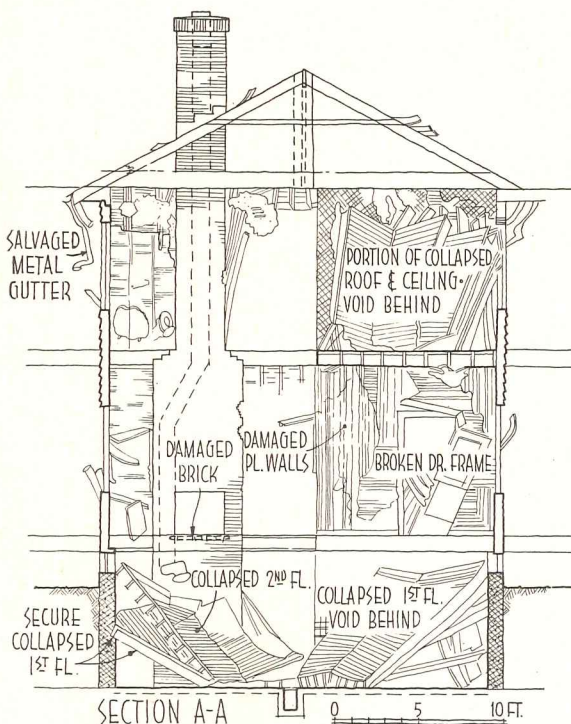 SALVAGED
METAL
GUTTER
PORTION OF COLLAPSED
ROOF & CEILING·
VOID BEHIND
DAMAGED
BRICK
DAMAGED
PL. WALLS
BROKEN DR. FRAME
COLLAPSED 2ND FL.
COLLAPSED 1ST FL.
VOID BEHIND
SECURE
COLLAPSED
1ST FL.
SECTION A-A
0 5 10 FT.